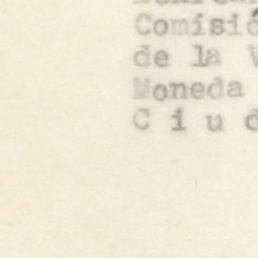 Comisió
de la V
Moneda
C i u d